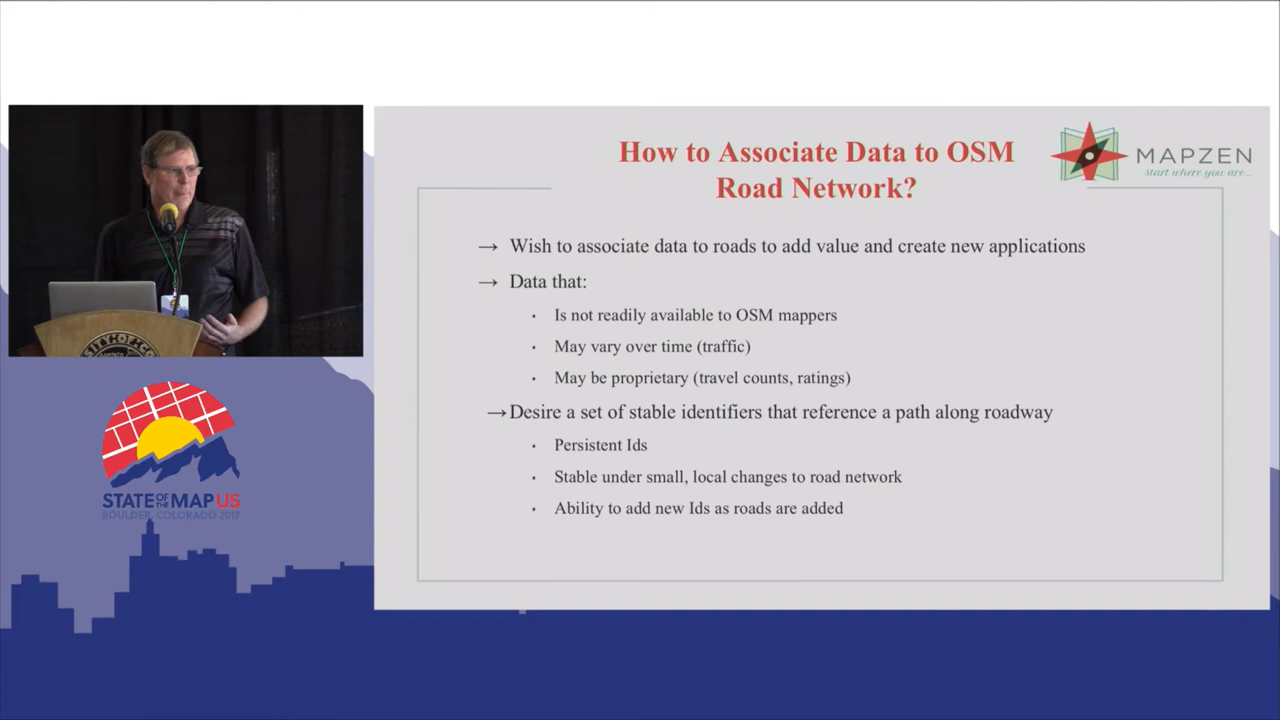 How to Associate Data to OSM
Road Network?
MAPZEN
start where you are...
→ Wish to associate data to roads to add value and create new applications
→ Data that:
· Is not readily available to OSM mappers
· May vary over time (traffic)
· May be proprietary (travel counts, ratings)
→Desire a set of stable identifiers that reference a path along roadway
· Persistent Ids
· Stable under small, local changes to road network
· Ability to add new Ids as roads are added
SITY·OF·CO
STATE OF THE MAP US
BOULDER, COLORADO 2017